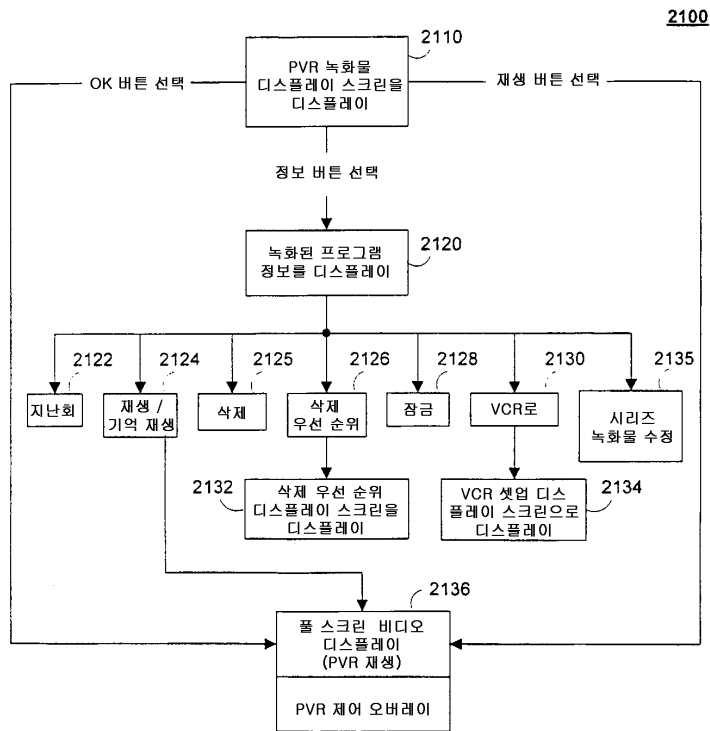 2100
2110
PVR 녹화물
디스플레이 스크린을
디스플레이
OK 버튼 선택
재생 버튼 선택
정보 버튼 선택
2120
녹화된 프로그램
정보를 디스플레이
2122
2124
2125
2126
2128
2130
2135
지난회
재생 /
기억 재생
삭제
삭제
우선 순위
잠금
VCR로
시리즈
녹화물 수정
2132
삭제 우선 순위
디스플레이 스크린을
디스플레이
VCR 셋업 디스
플레이 스크린으로
디스플레이
2134
2136
풀 스크린 비디오
디스플레이
(PVR 재생)
PVR 제어 오버레이